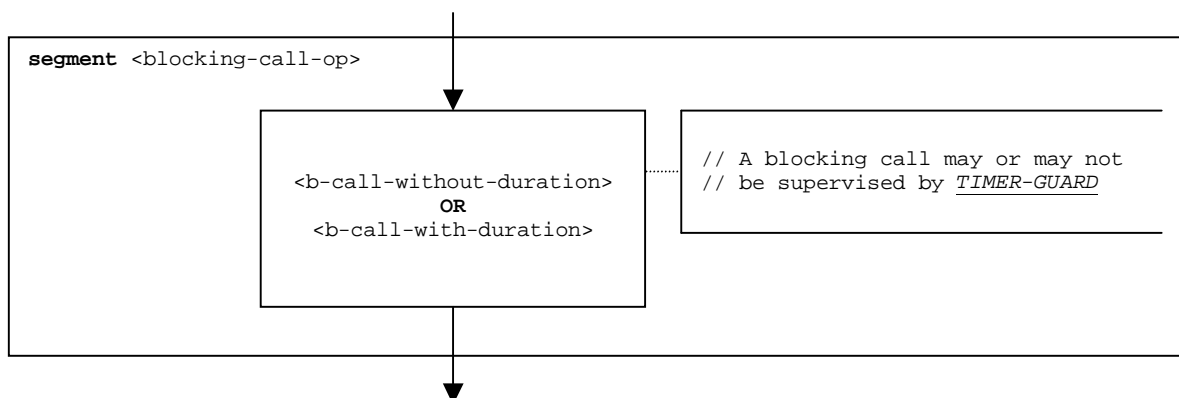 segment <blocking-call-op>
<b-call-without-duration>
OR
<b-call-with-duration>
// A blocking call may or may not
// be supervised by TIMER-GUARD